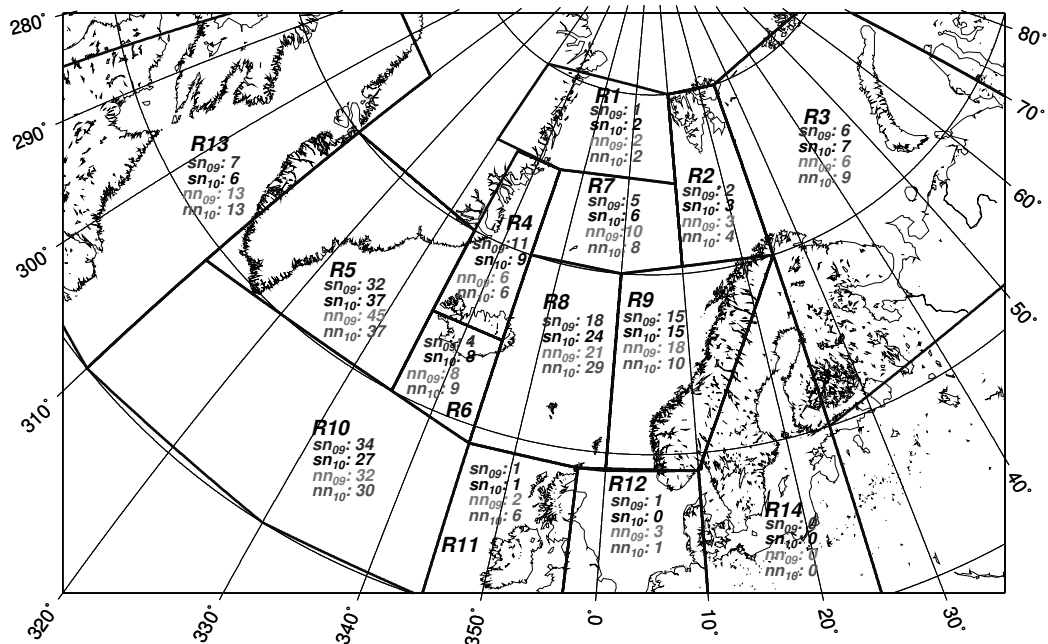 280°
80°
R1
sn09: 1
sn10: 2
nn09: 2
nn10: 2
R3
sn09: 6
sn10: 7
nn09: 6
nn10: 9
70°
290°
R13
sn09: 7
sn10: 6
nn09: 13
nn10: 13
R2
sn09: 2
sn10: 3
nn09: 3
nn10: 4
R7
sn09: 5
sn10: 6
nn09: 10
nn10: 8
60°
R4
sn09: 11
sn10: 9
nn09: 6
nn10: 6
300°
R5
sn09: 32
sn10: 37
nn09: 45
nn10: 37
R8
sn09: 18
sn10: 24
nn09: 21
nn10: 29
R9
sn09: 15
sn10: 15
nn09: 18
nn10: 10
50°
sn09: 4
sn10: 8
nn09: 8
nn10: 9
R6
310°
R10
sn09: 34
sn10: 27
nn09: 32
nn10: 30
sn09: 1
sn10: 1
nn09: 2
nn10: 6
R11
R12
sn09: 1
sn10: 0
nn09: 3
nn10: 1
40°
R14
sn09: 0
sn10: 0
nn09: 0
nn10: 0
320°
330°
340°
350°
0°
10°
20°
30°